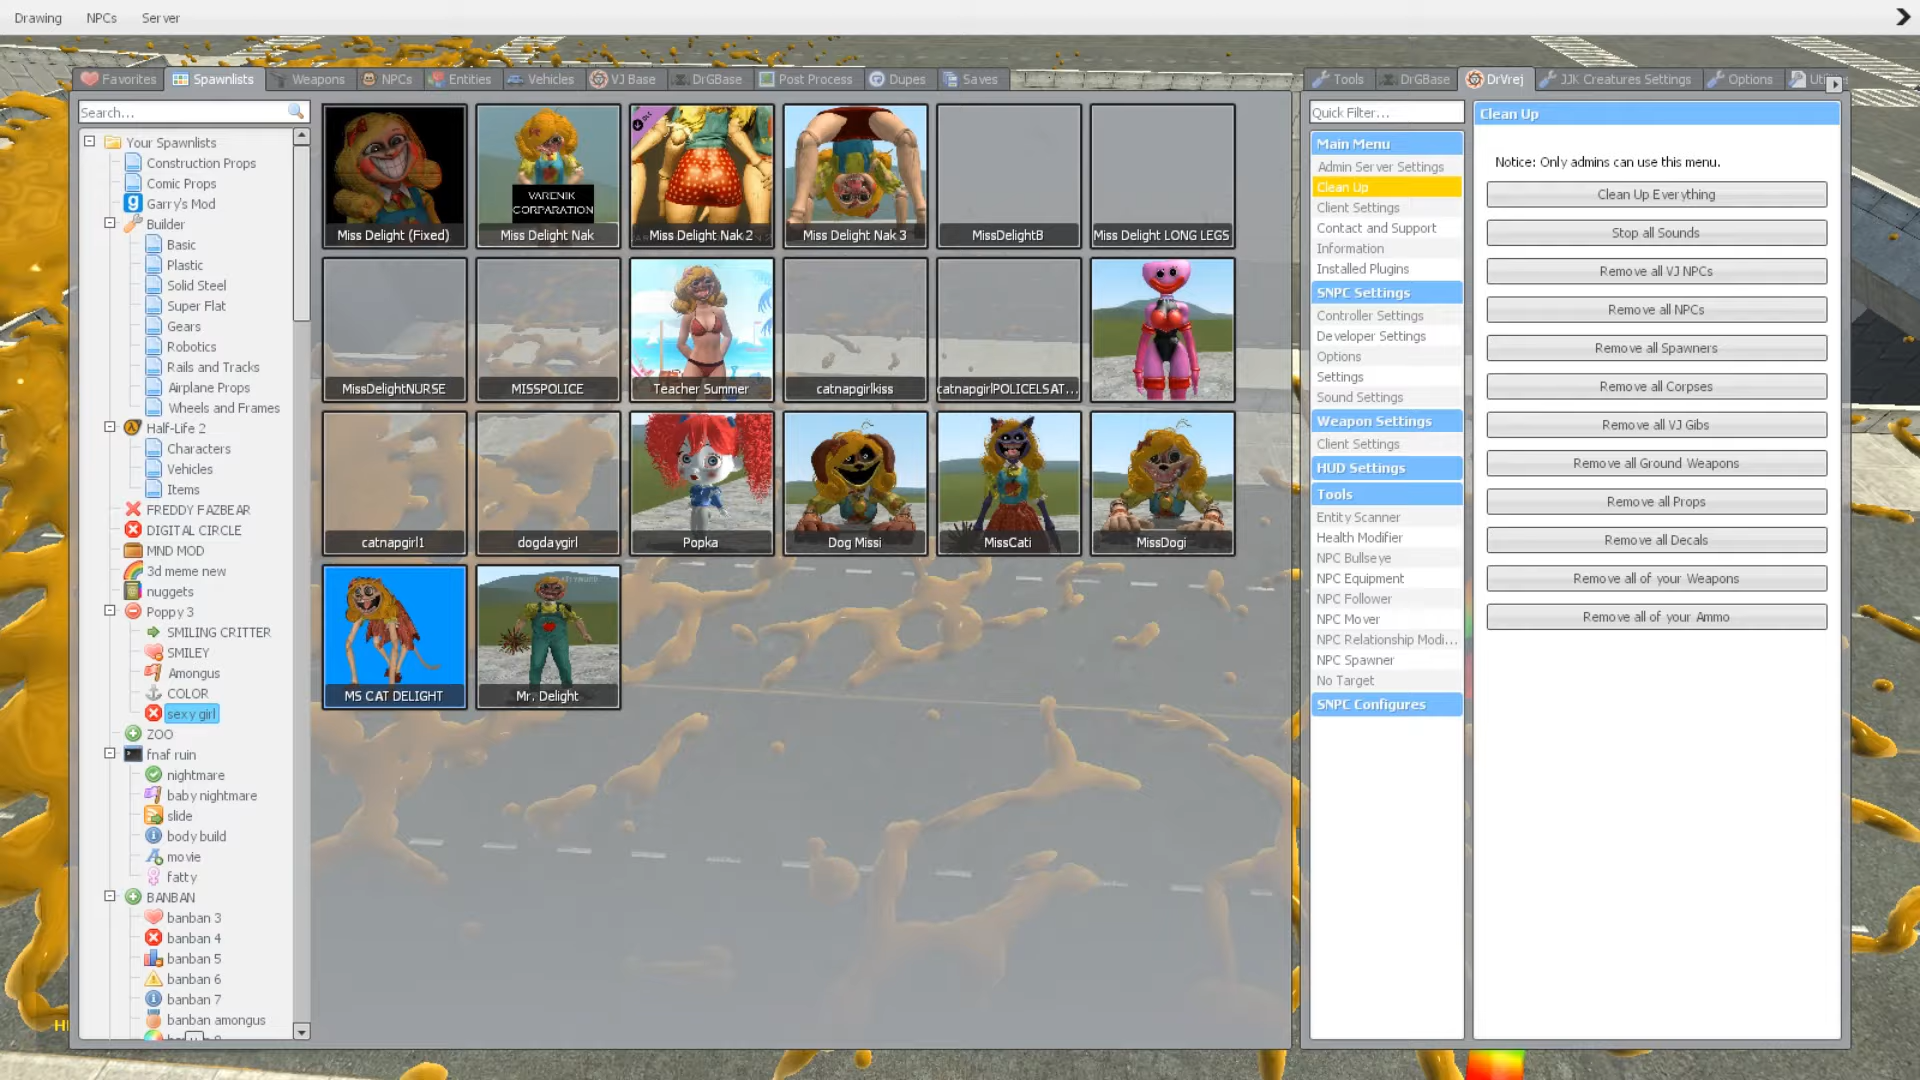 Drawing NPCs Server
Favorites Spawnlists Weapons NPCs Entities Vehicles VJ Base DrGBase Post Process Dupes Saves
Tools DrGBase DrVrej JJK Creatures Settings Options
Search...
Your Spawnlists
Construction Props
Comic Props
Garry's Mod
Builder
Basic
Plastic
Solid Steel
Super Flat
Gears
Robotics
Rails and Tracks
Airplane Props
Wheels and Frames
Half-Life 2
Characters
Vehicles
Items
FREDDY FAZBEAR
DIGITAL CIRCLE
MND MOD
3d meme new
nuggets
Poppy 3
SMILING CRITTER
SMILEY
Amongus
COLOR
sexy girl
ZOO
fnaf ruin
nightmare
baby nightmare
slide
body build
movie
fatty
BANBAN
banban 3
banban 4
banban 5
banban 6
banban 7
banban amongus
VARENIK
CORPARATION
Miss Delight (Fixed) Miss Delight Nak Miss Delight Nak 2 Miss Delight Nak 3 MissDelightB Miss Delight LONG LEGS
MissDelightNURSE MISSPOLICE Teacher Summer catnapgirlkiss catnapgirlPOLICELSAT...
catnapgirl1 dogdaygirl Popka Dog Missi MissCati MissDogi
MS CAT DELIGHT Mr. Delight
Quick Filter...
Main Menu
Admin Server Settings
Clean Up
Client Settings
Contact and Support
Information
Installed Plugins
SNPC Settings
Controller Settings
Developer Settings
Options
Settings
Sound Settings
Weapon Settings
Client Settings
HUD Settings
Tools
Entity Scanner
Health Modifier
NPC Bullseye
NPC Equipment
NPC Follower
NPC Mover
NPC Relationship Modi...
NPC Spawner
No Target
SNPC Configures
Clean Up
Notice: Only admins can use this menu.
Clean Up Everything
Stop all Sounds
Remove all VJ NPCs
Remove all NPCs
Remove all Spawners
Remove all Corpses
Remove all VJ Gibs
Remove all Ground Weapons
Remove all Props
Remove all Decals
Remove all of your Weapons
Remove all of your Ammo